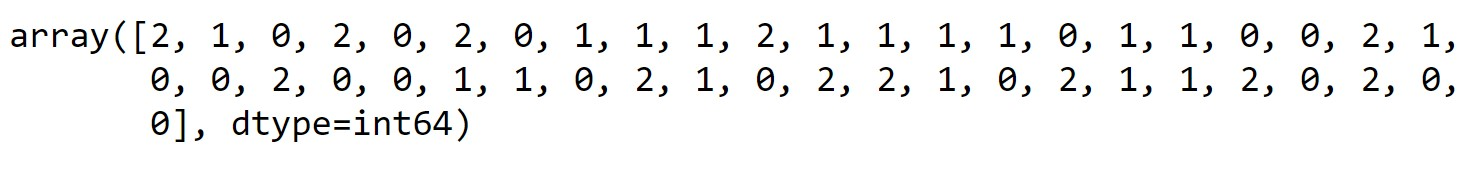 array([2, 1, 0, 2, 0, 2, 0, 1, 1, 1, 2, 1, 1, 1, 1, 0, 1, 1, 0, 0, 2, 1,
0, 0, 2, 0, 0, 1, 1, 0, 2, 1, 0, 2, 2, 1, 0, 2, 1, 1, 2, 0, 2, 0,
0], dtype=int64)